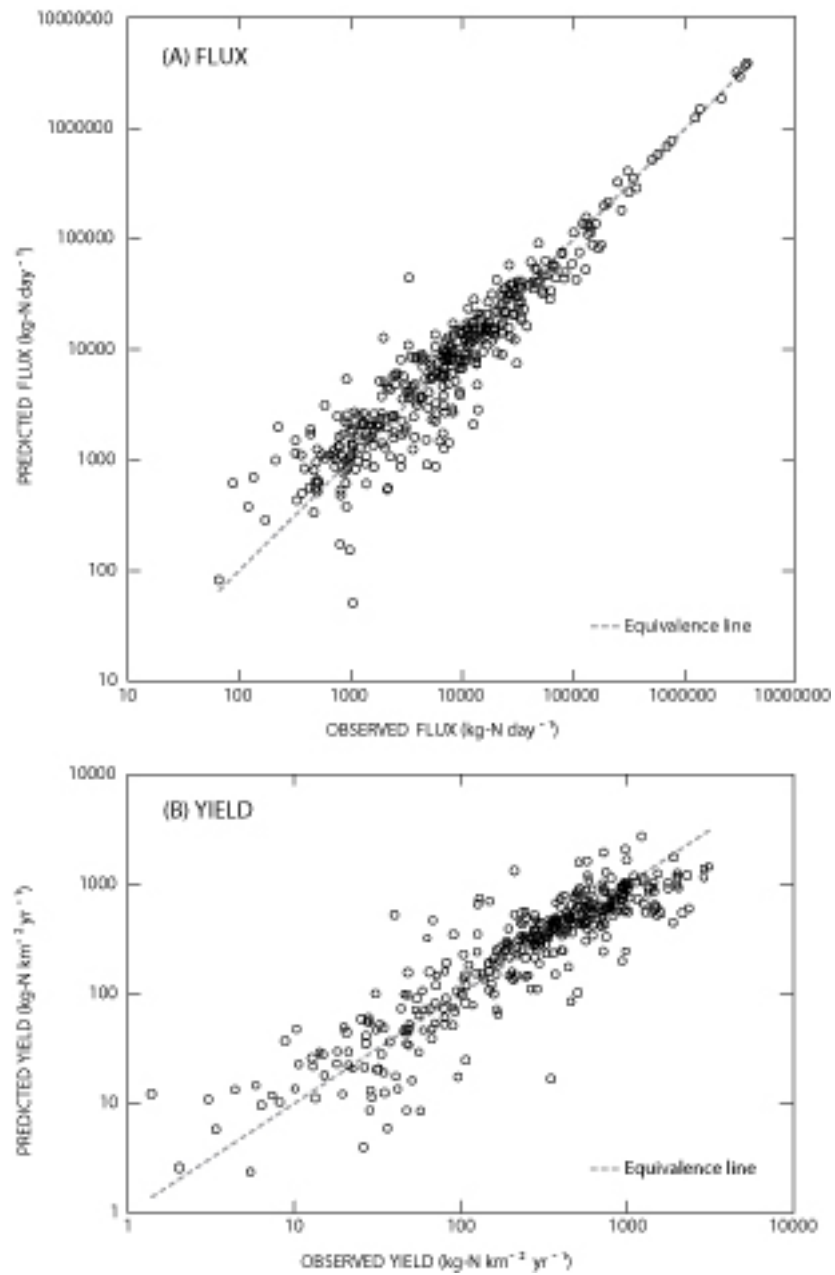 10000000
(A) FLUX
1000000
100000
10000
1000
100
10
PREDICTED FLUX (kg-N day⁻¹)
Equivalence line
10 100 1000 10000 100000 1000000 10000000
OBSERVED FLUX (kg-N day⁻¹)
10000
(B) YIELD
1000
100
10
1
PREDICTED YIELD (kg-N km⁻² yr⁻¹)
Equivalence line
1 10 100 1000 10000
OBSERVED YIELD (kg-N km⁻² yr⁻¹)